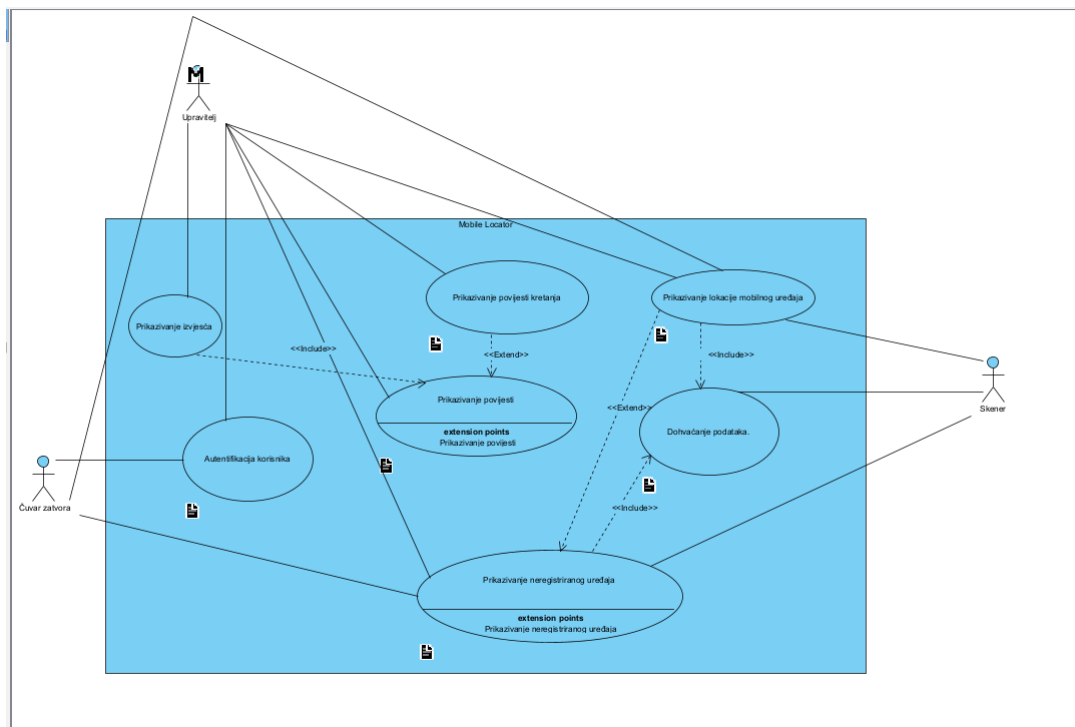 M
Upravitelj
Mobile Locator
Prikazivanje povijesti kretanja
Prikazivanje lokacije mobilnog uređaja
Prikazivanje izvješća
<<Include>>
<<Extend>>
<<Include>>
Skener
Prikazivanje povijesti
extension points
Prikazivanje povijesti
<<Extend>>
Dohvaćanje podataka.
Autentifikacija korisnika
Čuvar zatvora
<<Include>>
Prikazivanje neregistriranog uređaja
extension points
Prikazivanje neregistriranog uređaja